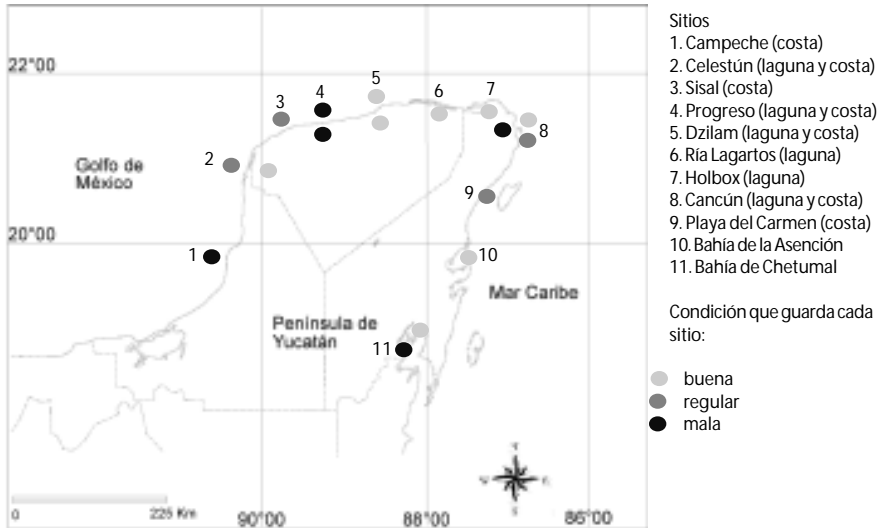 22°00
20°00
90°00
88°00
86°00
Golfo de
México
Península de
Yucatán
Mar Caribe
1
2
3
4
5
6
7
8
9
10
11
0
225 Km
Sitios
1. Campeche (costa)
2. Celestún (laguna y costa)
3. Sisal (costa)
4. Progreso (laguna y costa)
5. Dzilam (laguna y costa)
6. Ría Lagartos (laguna)
7. Holbox (laguna)
8. Cancún (laguna y costa)
9. Playa del Carmen (costa)
10. Bahía de la Asención
11. Bahía de Chetumal
Condición que guarda cada
sitio:
buena
regular
mala